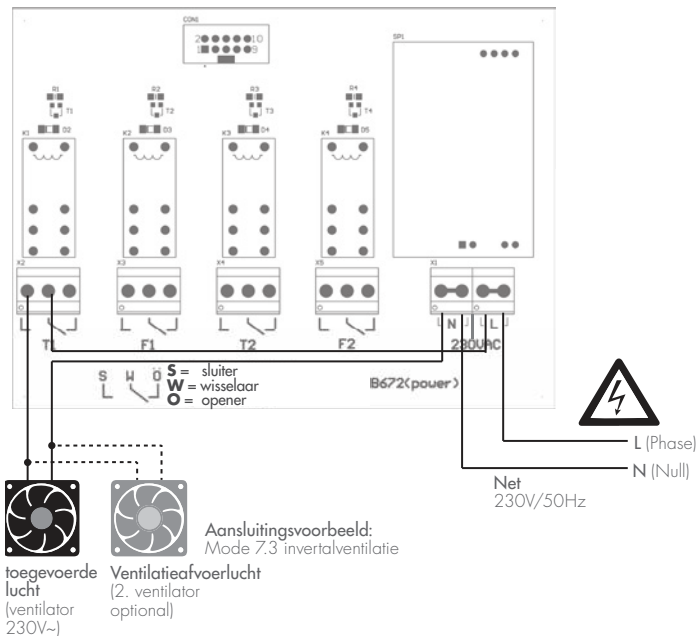 CON1
2 10
1 9
SP1
R1 R2 R3 R4
T1 T2 T3 T4
D2 D3 D4 D5
K1 K2 K3 K4
X2 X3 X4 X5 X1
N L
T1 F1 T2 F2 230VAC
S W Ö
S = sluiter
W = wisselaar
O = opener
B672(power)
L (Phase)
N (Null)
Net
230V/50Hz
Aansluitingsvoorbeeld:
Mode 7.3 invertalventilatie
toegevoerde
lucht
(ventilator
230V~)
Ventilatieafvoerlucht
(2. ventilator
optional)